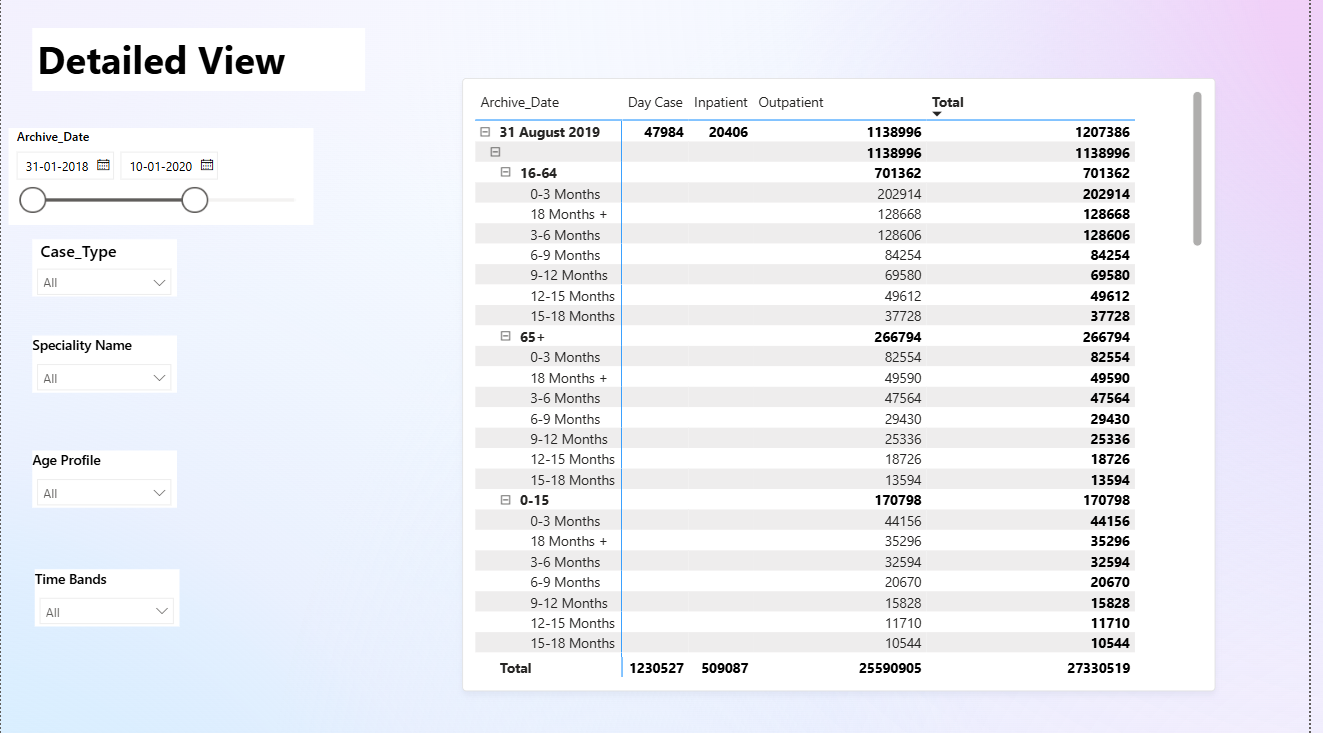 Detailed View
Archive_Date
31-01-2018 10-01-2020
Case_Type
All
Speciality Name
All
Age Profile
All
Time Bands
All
Archive_Date Day Case Inpatient Outpatient Total
31 August 2019 47984 20406 1138996 1207386
1138996 1138996
16-64 701362 701362
0-3 Months 202914 202914
18 Months + 128668 128668
3-6 Months 128606 128606
6-9 Months 84254 84254
9-12 Months 69580 69580
12-15 Months 49612 49612
15-18 Months 37728 37728
65+ 266794 266794
0-3 Months 82554 82554
18 Months + 49590 49590
3-6 Months 47564 47564
6-9 Months 29430 29430
9-12 Months 25336 25336
12-15 Months 18726 18726
15-18 Months 13594 13594
0-15 170798 170798
0-3 Months 44156 44156
18 Months + 35296 35296
3-6 Months 32594 32594
6-9 Months 20670 20670
9-12 Months 15828 15828
12-15 Months 11710 11710
15-18 Months 10544 10544
Total 1230527 509087 25590905 27330519